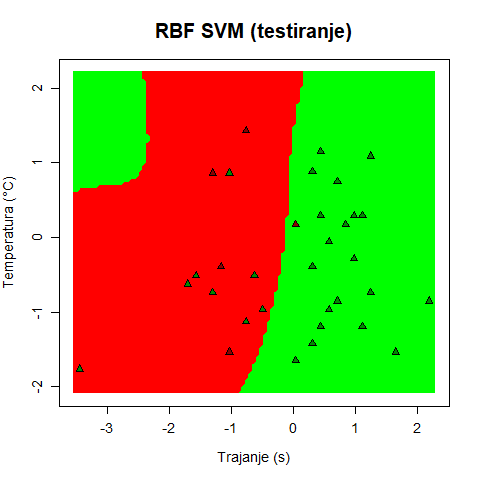 RBF SVM (testiranje)
Temperatura (°C)
2
1
0
-1
-2
-3 -2 -1 0 1 2
Trajanje (s)